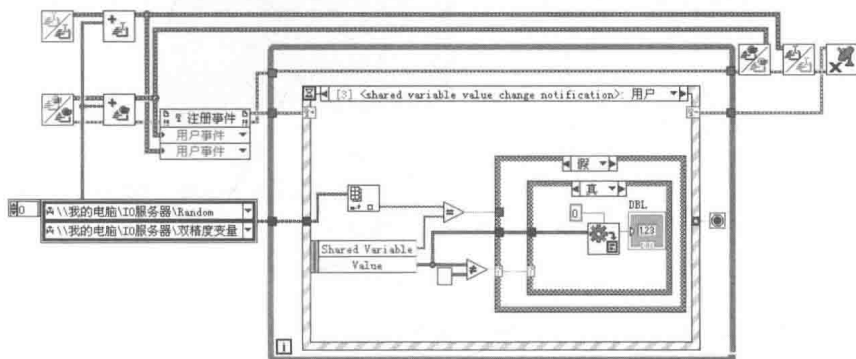 [3] <shared variable value change notification>: 用户
注册事件
用户事件
用户事件
假
真
0
\\我的电脑\IO服务器\Random
\\我的电脑\IO服务器\双精度变量
=
0
DBL
123
Shared Variable
Value
≠
i